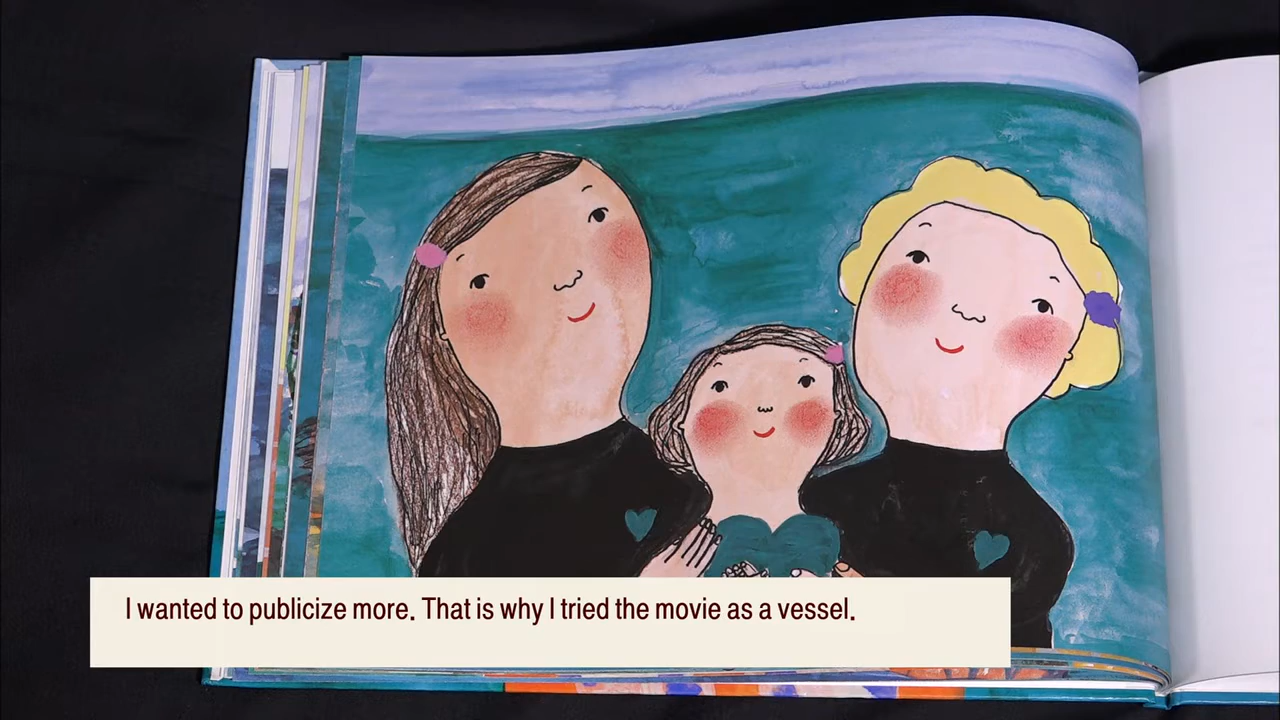 I wanted to publicize more. That is why I tried the movie as a vessel.